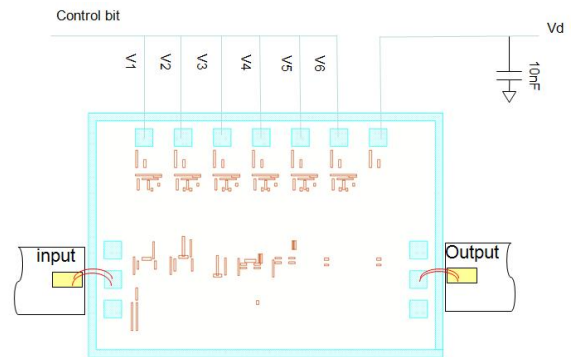 Control bit
Vd
V1
V2
V3
V4
V5
V6
10nF
input
Output